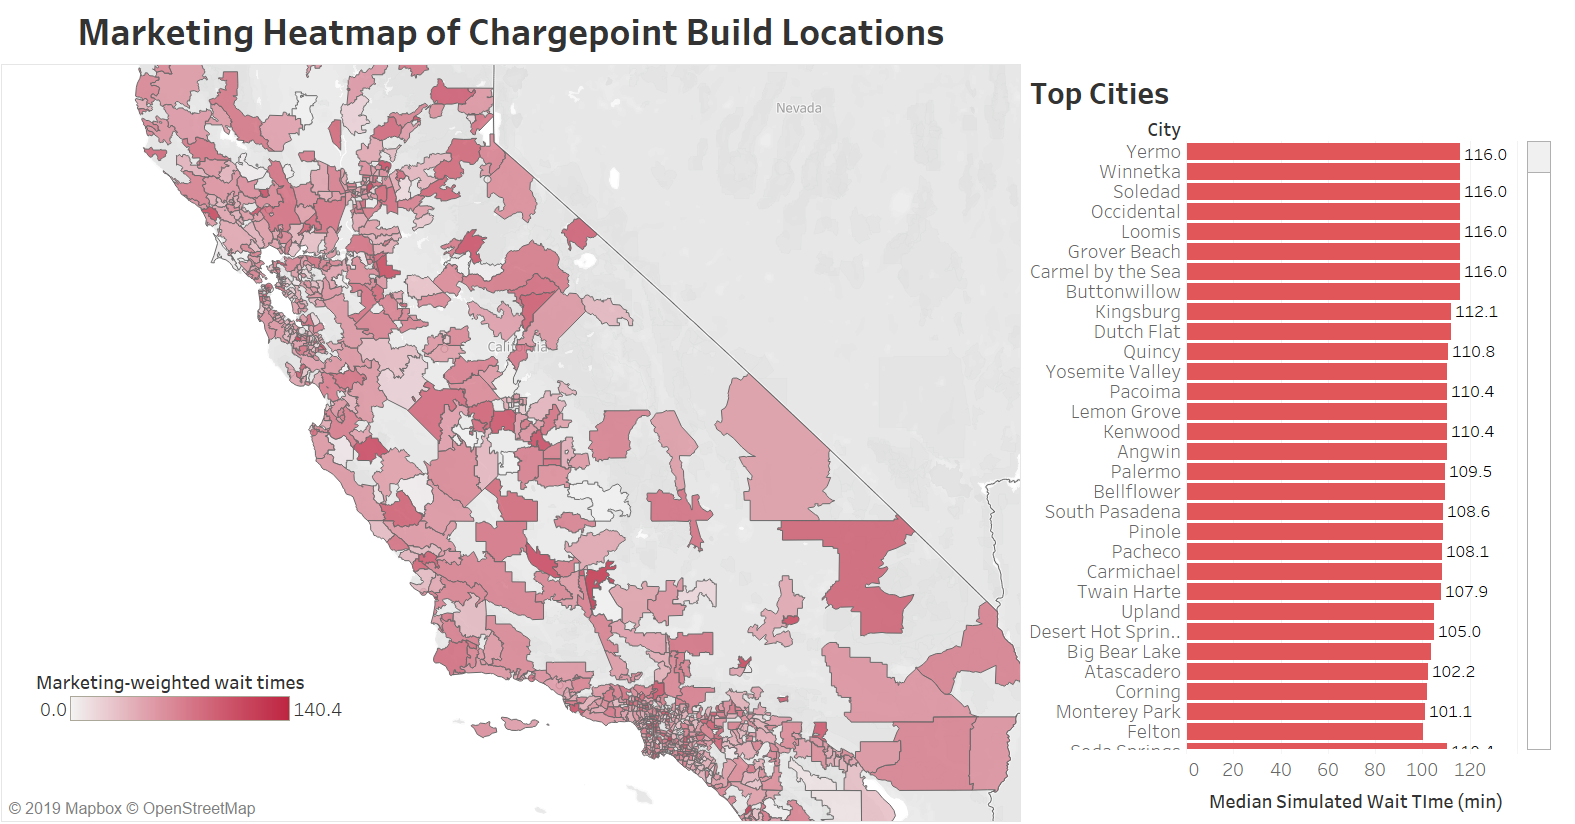 Marketing Heatmap of Chargepoint Build Locations
Nevada
California
Marketing-weighted wait times
0.0
140.4
© 2019 Mapbox © OpenStreetMap
Top Cities
City
Yermo 116.0
Winnetka
Soledad 116.0
Occidental
Loomis 116.0
Grover Beach
Carmel by the Sea 116.0
Buttonwillow
Kingsburg 112.1
Dutch Flat
Quincy 110.8
Yosemite Valley
Pacoima 110.4
Lemon Grove
Kenwood 110.4
Angwin
Palermo 109.5
Bellflower
South Pasadena 108.6
Pinole
Pacheco 108.1
Carmichael
Twain Harte 107.9
Upland
Desert Hot Sprin.. 105.0
Big Bear Lake
Atascadero 102.2
Corning
Monterey Park 101.1
Felton
Soda Springs 110.4
0 20 40 60 80 100 120
Median Simulated Wait TIme (min)